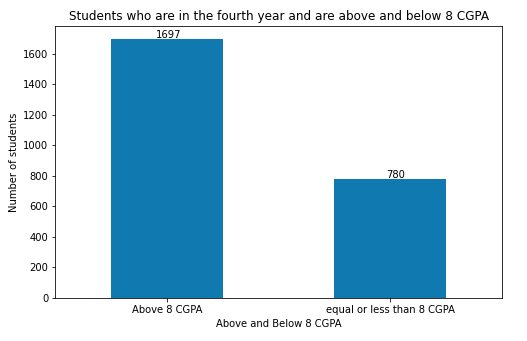 Students who are in the fourth year and are above and below 8 CGPA
1697
780
1600
1400
1200
1000
800
600
400
200
0
Number of students
Above 8 CGPA
equal or less than 8 CGPA
Above and Below 8 CGPA